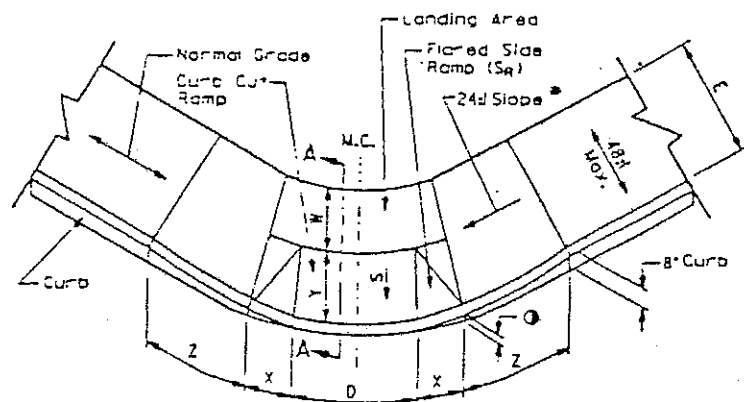 Landing Area
Normal Grade
Curb Cut
Ramp
Flared Side
Ramp (SR)
24:1 Slope *
M.C.
A
E
48:1
Max.
W
Y
S
8" Curb
Curb
A
Z
X
D
X
Z